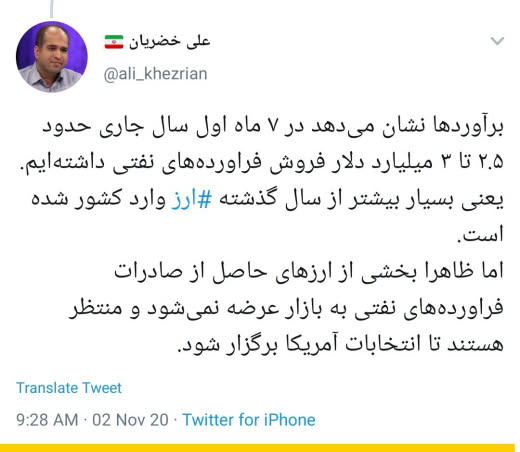 علی خضریان 🇮🇷
@ali_khezrian
برآوردها نشان می‌دهد در ۷ ماه اول سال جاری حدود
۲.۵ تا ۳ میلیارد دلار فروش فراورده‌های نفتی داشته‌ایم.
یعنی بسیار بیشتر از سال گذشته #ارز وارد کشور شده
است.
اما ظاهرا بخشی از ارزهای حاصل از صادرات
فراورده‌های نفتی به بازار عرضه نمی‌شود و منتظر
هستند تا انتخابات آمریکا برگزار شود.
Translate Tweet
9:28 AM · 02 Nov 20 · Twitter for iPhone